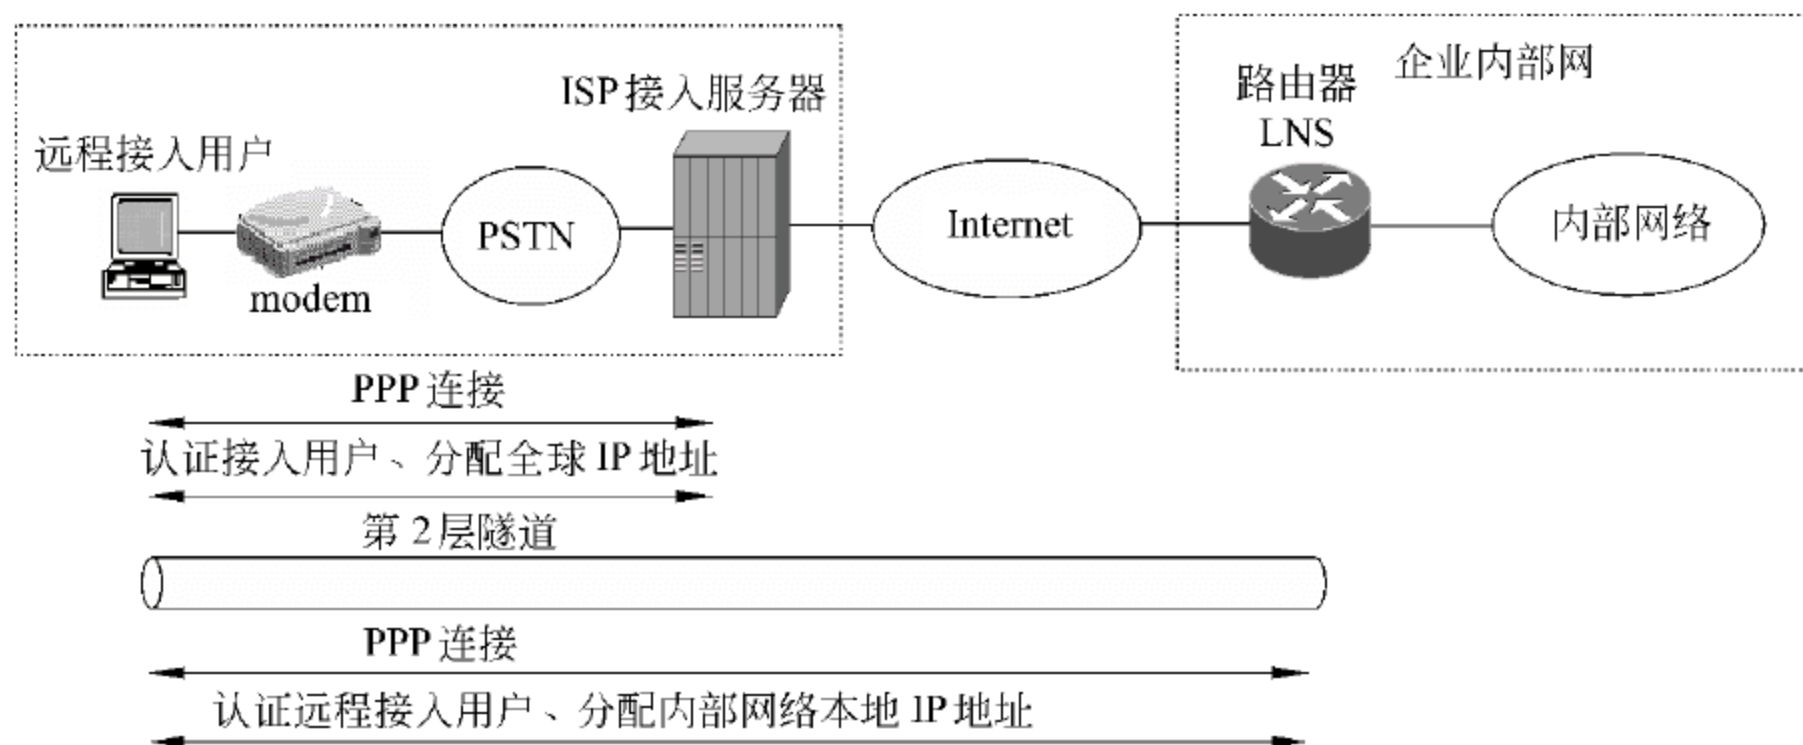 企业内部网
路由器
LNS
ISP 接入服务器
远程接入用户
modem
PSTN
Internet
内部网络
PPP 连接
认证接入用户、分配全球 IP 地址
第 2 层隧道
PPP 连接
认证远程接入用户、分配内部网络本地 IP 地址